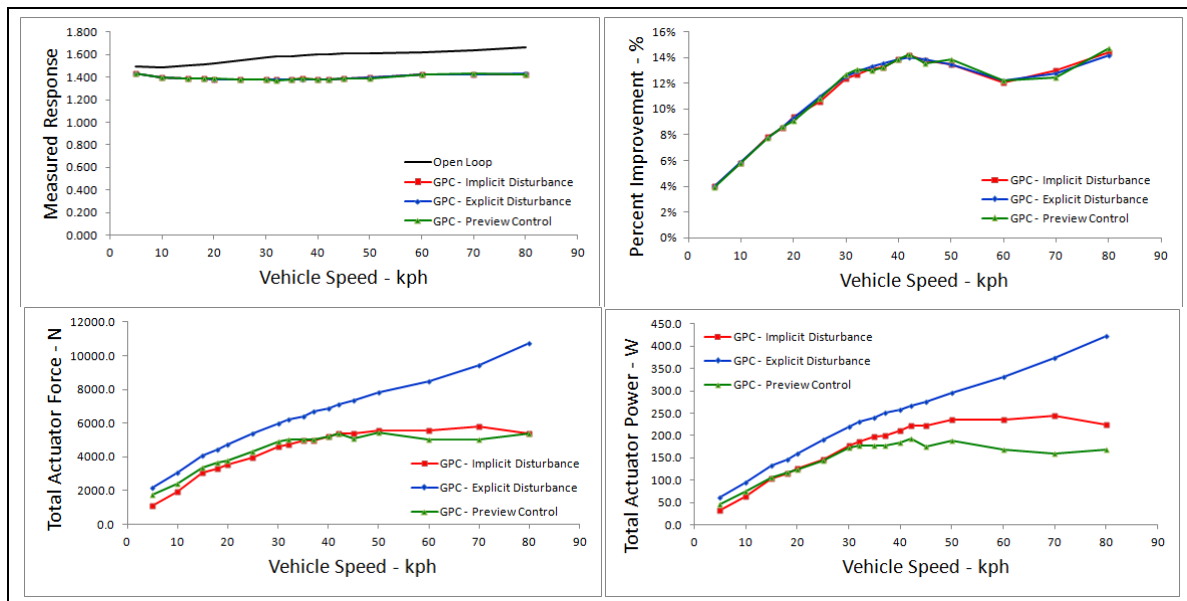 Measured Response
1.800
1.600
1.400
1.200
1.000
0.800
0.600
0.400
0.200
0.000
Open Loop
GPC - Implicit Disturbance
GPC - Explicit Disturbance
GPC - Preview Control
0 10 20 30 40 50 60 70 80 90
Vehicle Speed - kph
Percent Improvement - %
16%
14%
12%
10%
8%
6%
4%
2%
0%
GPC - Implicit Disturbance
GPC - Explicit Disturbance
GPC - Preview Control
0 10 20 30 40 50 60 70 80 90
Vehicle Speed - kph
Total Actuator Force - N
12000.0
10000.0
8000.0
6000.0
4000.0
2000.0
0.0
GPC - Implicit Disturbance
GPC - Explicit Disturbance
GPC - Preview Control
0 10 20 30 40 50 60 70 80 90
Vehicle Speed - kph
Total Actuator Power - W
450.0
400.0
350.0
300.0
250.0
200.0
150.0
100.0
50.0
0.0
GPC - Implicit Disturbance
GPC - Explicit Disturbance
GPC - Preview Control
0 10 20 30 40 50 60 70 80 90
Vehicle Speed - kph